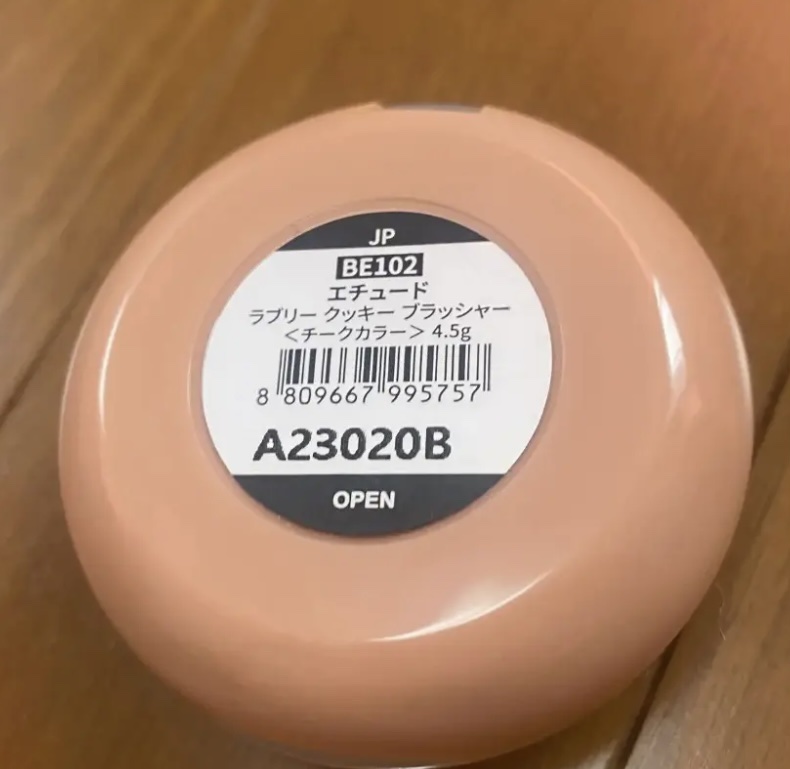 JP
BE102
エチュード
ラブリー クッキー ブラッシャー
＜チークカラー＞ 4.5g
8 809667 995757
A23020B
OPEN